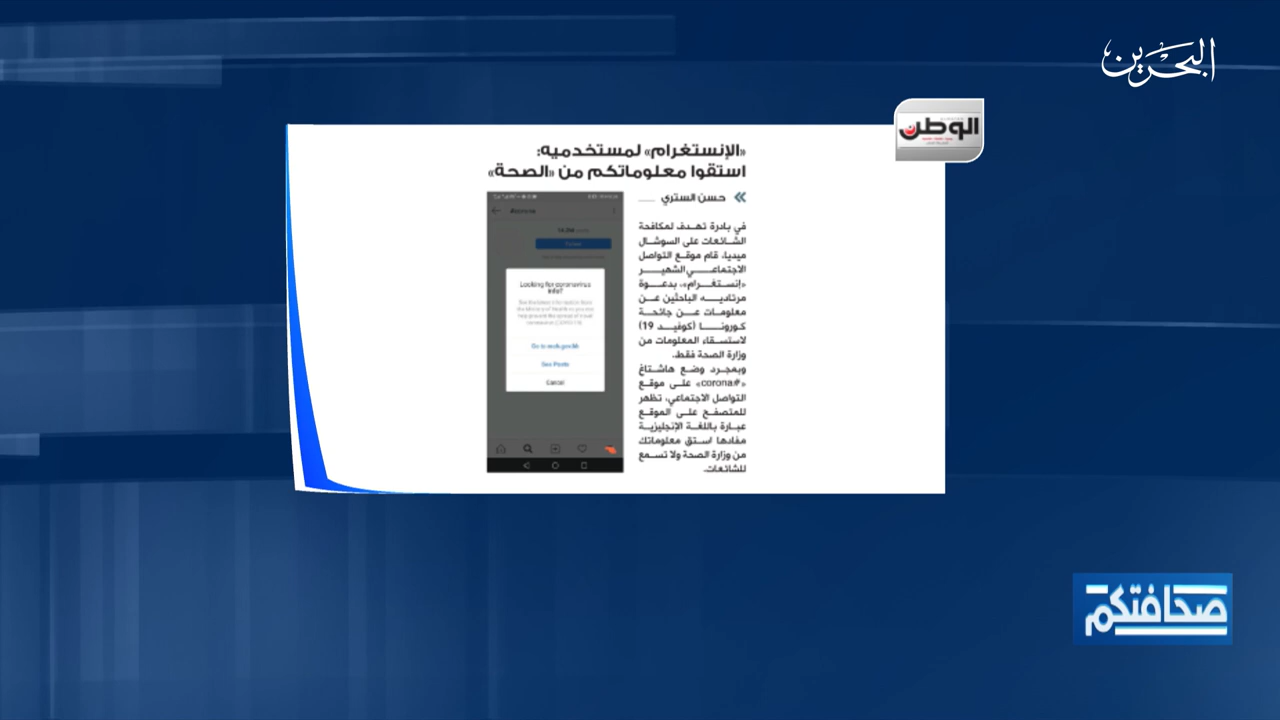 البحرين
الوطن
«الإنستغرام» لمستخدميه:
استقوا معلوماتكم من «الصحة»
حسن الستري
في بادرة تهدف لمكافحة
الشائعات على السوشال
ميديا، قام موقع التواصل
الاجتماعي الشهير
«إنستغرام»، بدعوة
مرتاديه الباحثين عن
معلومات عن جائحة
كورونا (كوفيد 19)
لاستسقاء المعلومات من
وزارة الصحة فقط.
وبمجرد وضع هاشتاغ
«#corona» على موقع
التواصل الاجتماعي، تظهر
للمتصفح على الموقع
عبارة باللغة الإنجليزية
مفادها استق معلوماتك
من وزارة الصحة ولا تسمع
للشائعات.
#corona
Looking for coronavirus
info?
See Posts
Cancel
صحافتكم